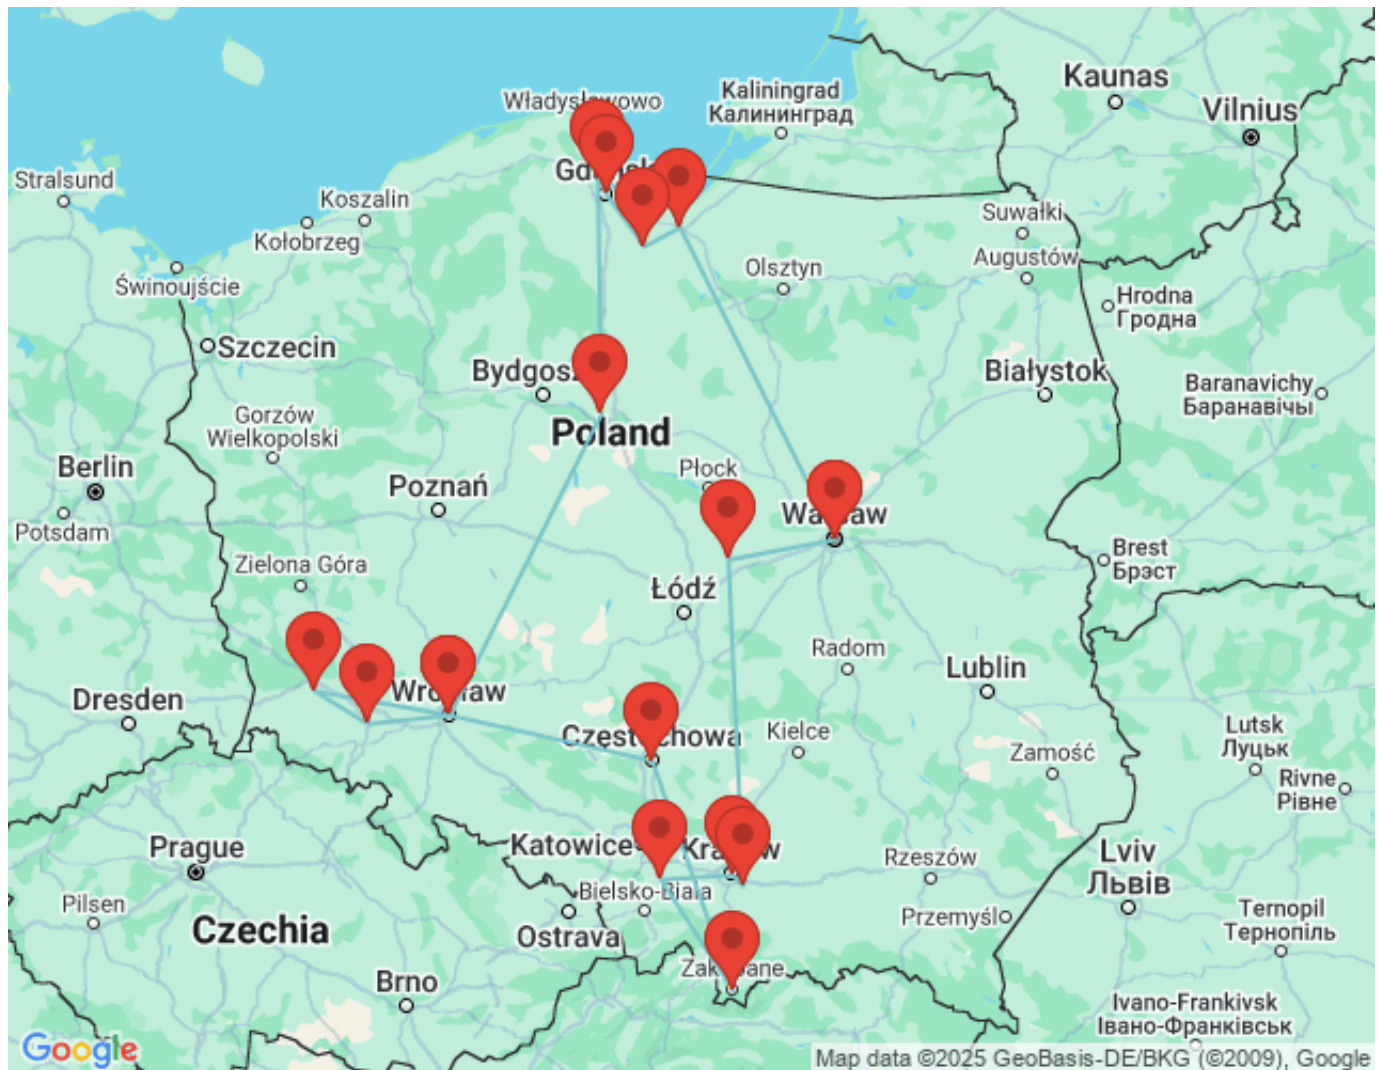 Kaunas
Vilnius
Kaliningrad
Калининград
Stralsund
Koszalin
Kołobrzeg
Suwałki
Augustów
Olsztyn
Świnoujście
Hrodna
Гродна
Szczecin
Białystok
Baranavichy
Баранавічы
Gorzów
Wielkopolski
Poland
Berlin
Płock
Poznań
Potsdam
Brest
Брэст
Zielona Góra
Łódź
Radom
Lublin
Dresden
Kielce
Lutsk
Луцьк
Zamość
Rivne
Рівне
Prague
Katowice
Rzeszów
Lviv
Львів
Pilsen
Bielsko-Biała
Przemyśl
Ternopil
Тернопіль
Czechia
Ostrava
Brno
Ivano-Frankivsk
Івано-Франківськ
Google
Map data ©2025 GeoBasis-DE/BKG (©2009), Google